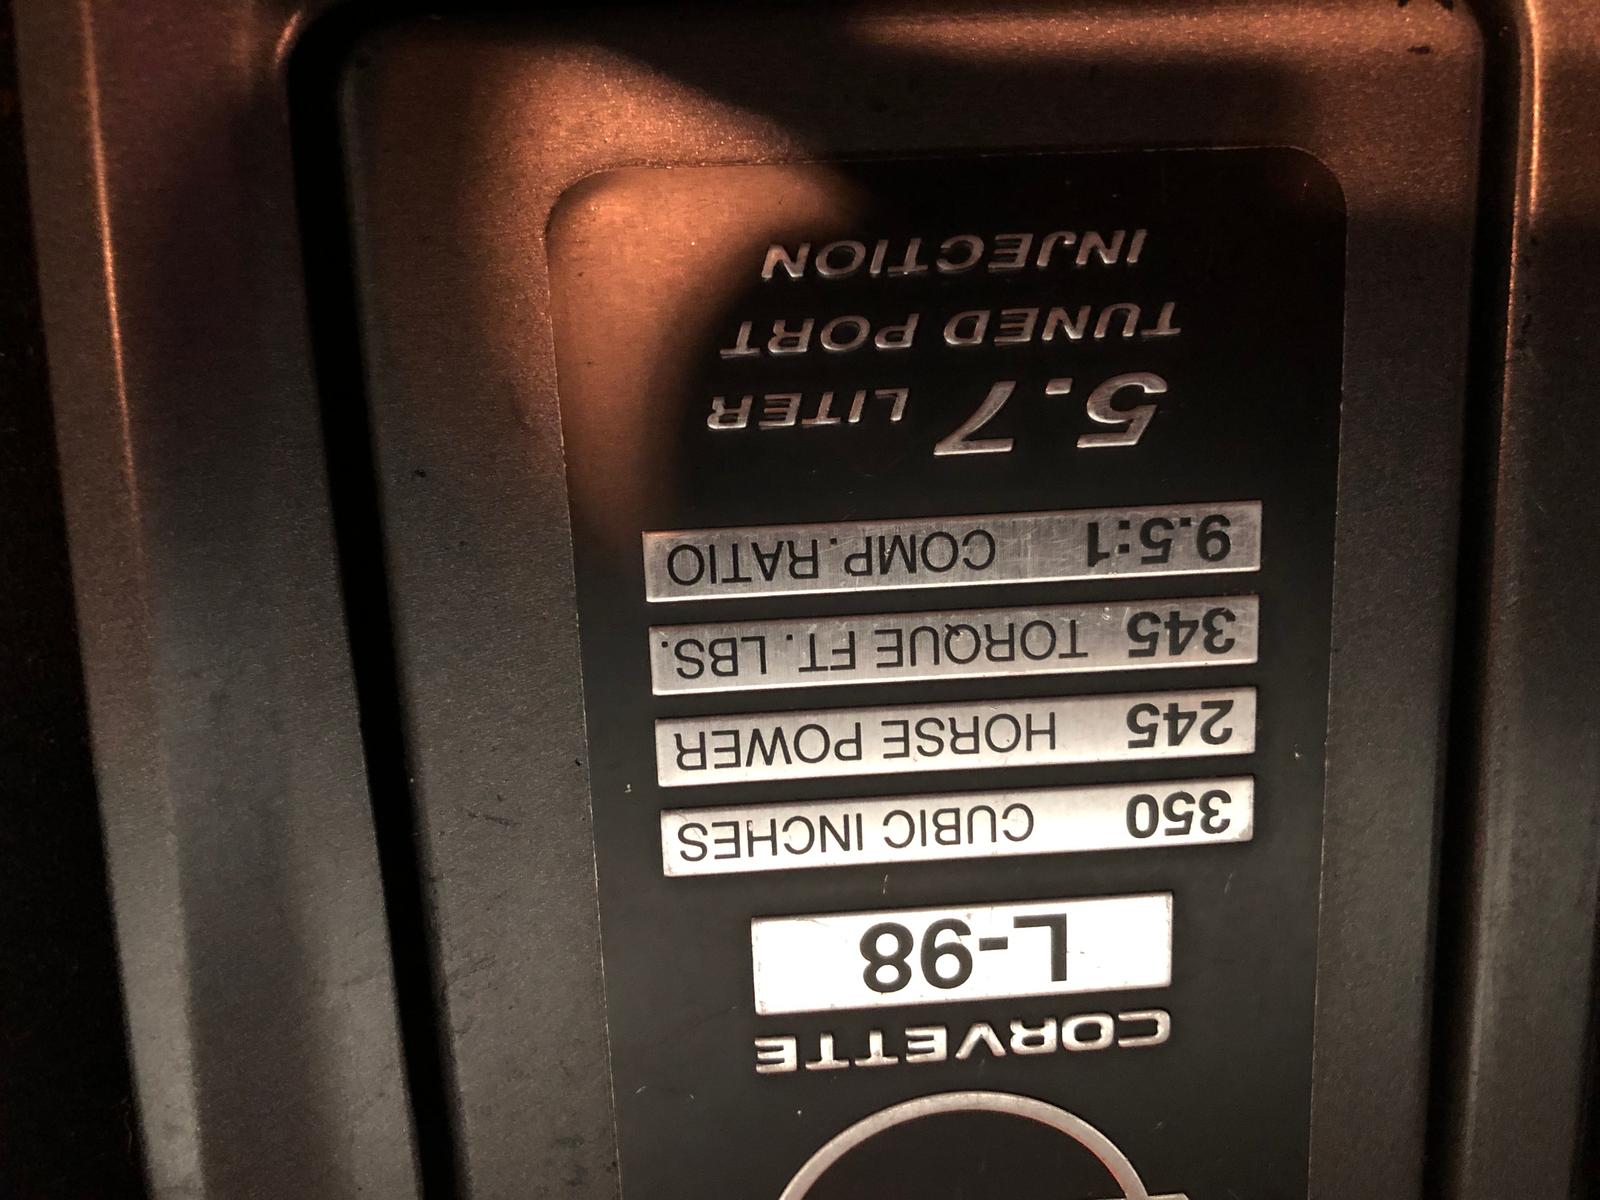 CORVETTE
L-98
350 CUBIC INCHES
245 HORSE POWER
345 TORQUE FT. LBS.
9.5:1 COMP. RATIO
5.7 LITER
TUNED PORT
INJECTION